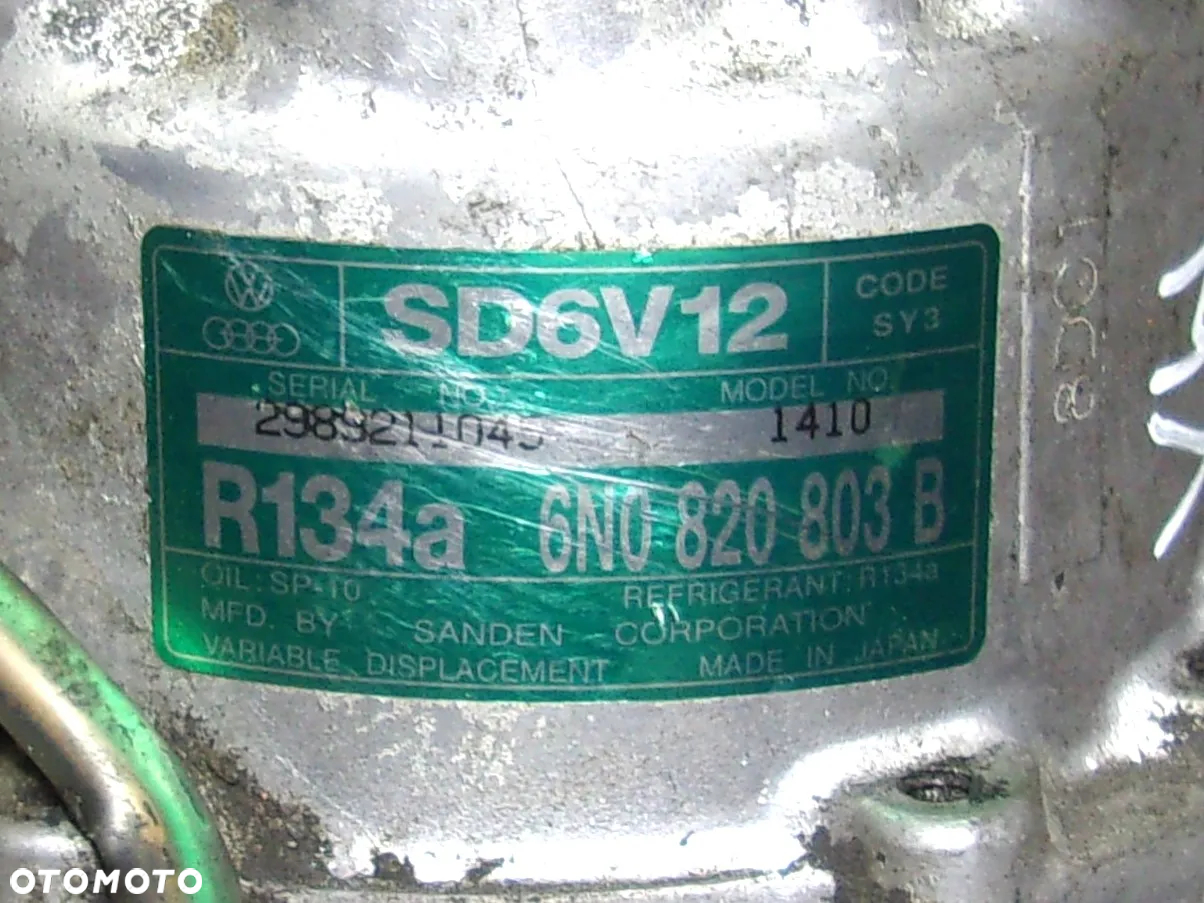 SD6V12
CODE
SY3
SERIAL NO. MODEL NO.
29892211045 1410
R134a 6N0 820 803 B
OIL: SP-10 REFRIGERANT: R134a
MFD. BY SANDEN CORPORATION
VARIABLE DISPLACEMENT MADE IN JAPAN
OTOMOTO